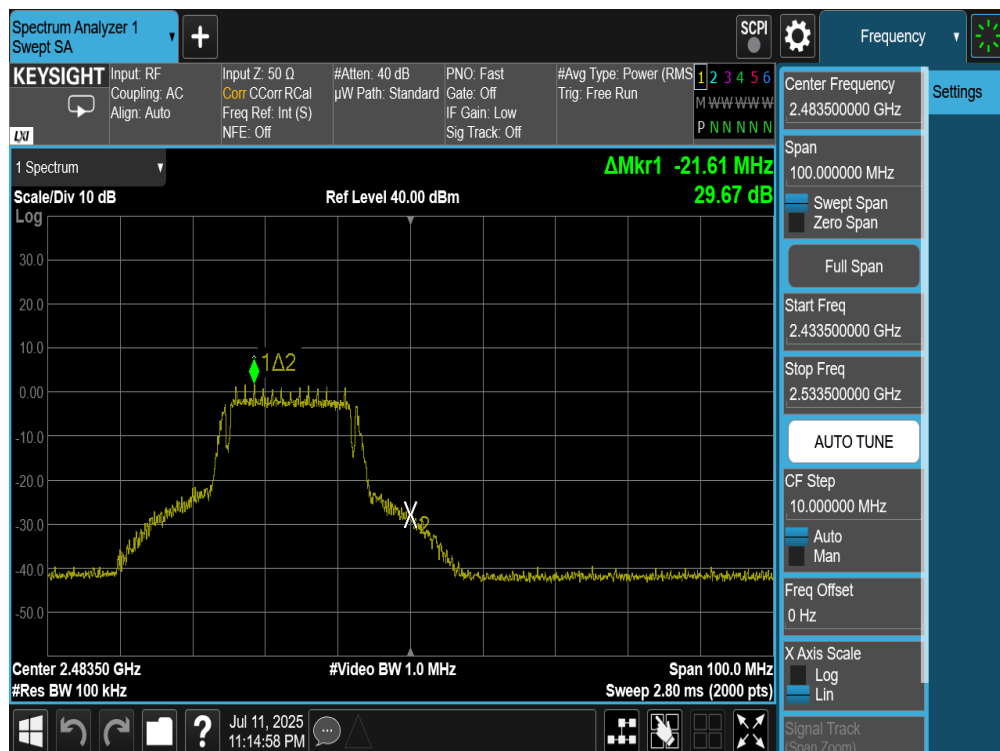 Spectrum Analyzer 1
Swept SA
+
SCPI
Frequency
KEYSIGHT
LXI
Input: RF
Coupling: AC
Align: Auto
Input Z: 50 Ω
Corr CCorr RCal
Freq Ref: Int (S)
NFE: Off
#Atten: 40 dB
µW Path: Standard
PNO: Fast
Gate: Off
IF Gain: Low
Sig Track: Off
#Avg Type: Power (RMS
Trig: Free Run
1 2 3 4 5 6
M W W W W W
P N N N N N
1 Spectrum
ΔMkr1 -21.61 MHz
29.67 dB
Scale/Div 10 dB
Ref Level 40.00 dBm
Log
30.0
20.0
10.0
0.00
-10.0
-20.0
-30.0
-40.0
-50.0
1Δ2
2
Center 2.48350 GHz
#Video BW 1.0 MHz
Span 100.0 MHz
#Res BW 100 kHz
Sweep 2.80 ms (2000 pts)
Center Frequency
2.483500000 GHz
Span
100.000000 MHz
Swept Span
Zero Span
Full Span
Start Freq
2.433500000 GHz
Stop Freq
2.533500000 GHz
AUTO TUNE
CF Step
10.000000 MHz
Auto
Man
Freq Offset
0 Hz
X Axis Scale
Log
Lin
Signal Track
(Span Zoom)
Settings
?
Jul 11, 2025
11:14:58 PM